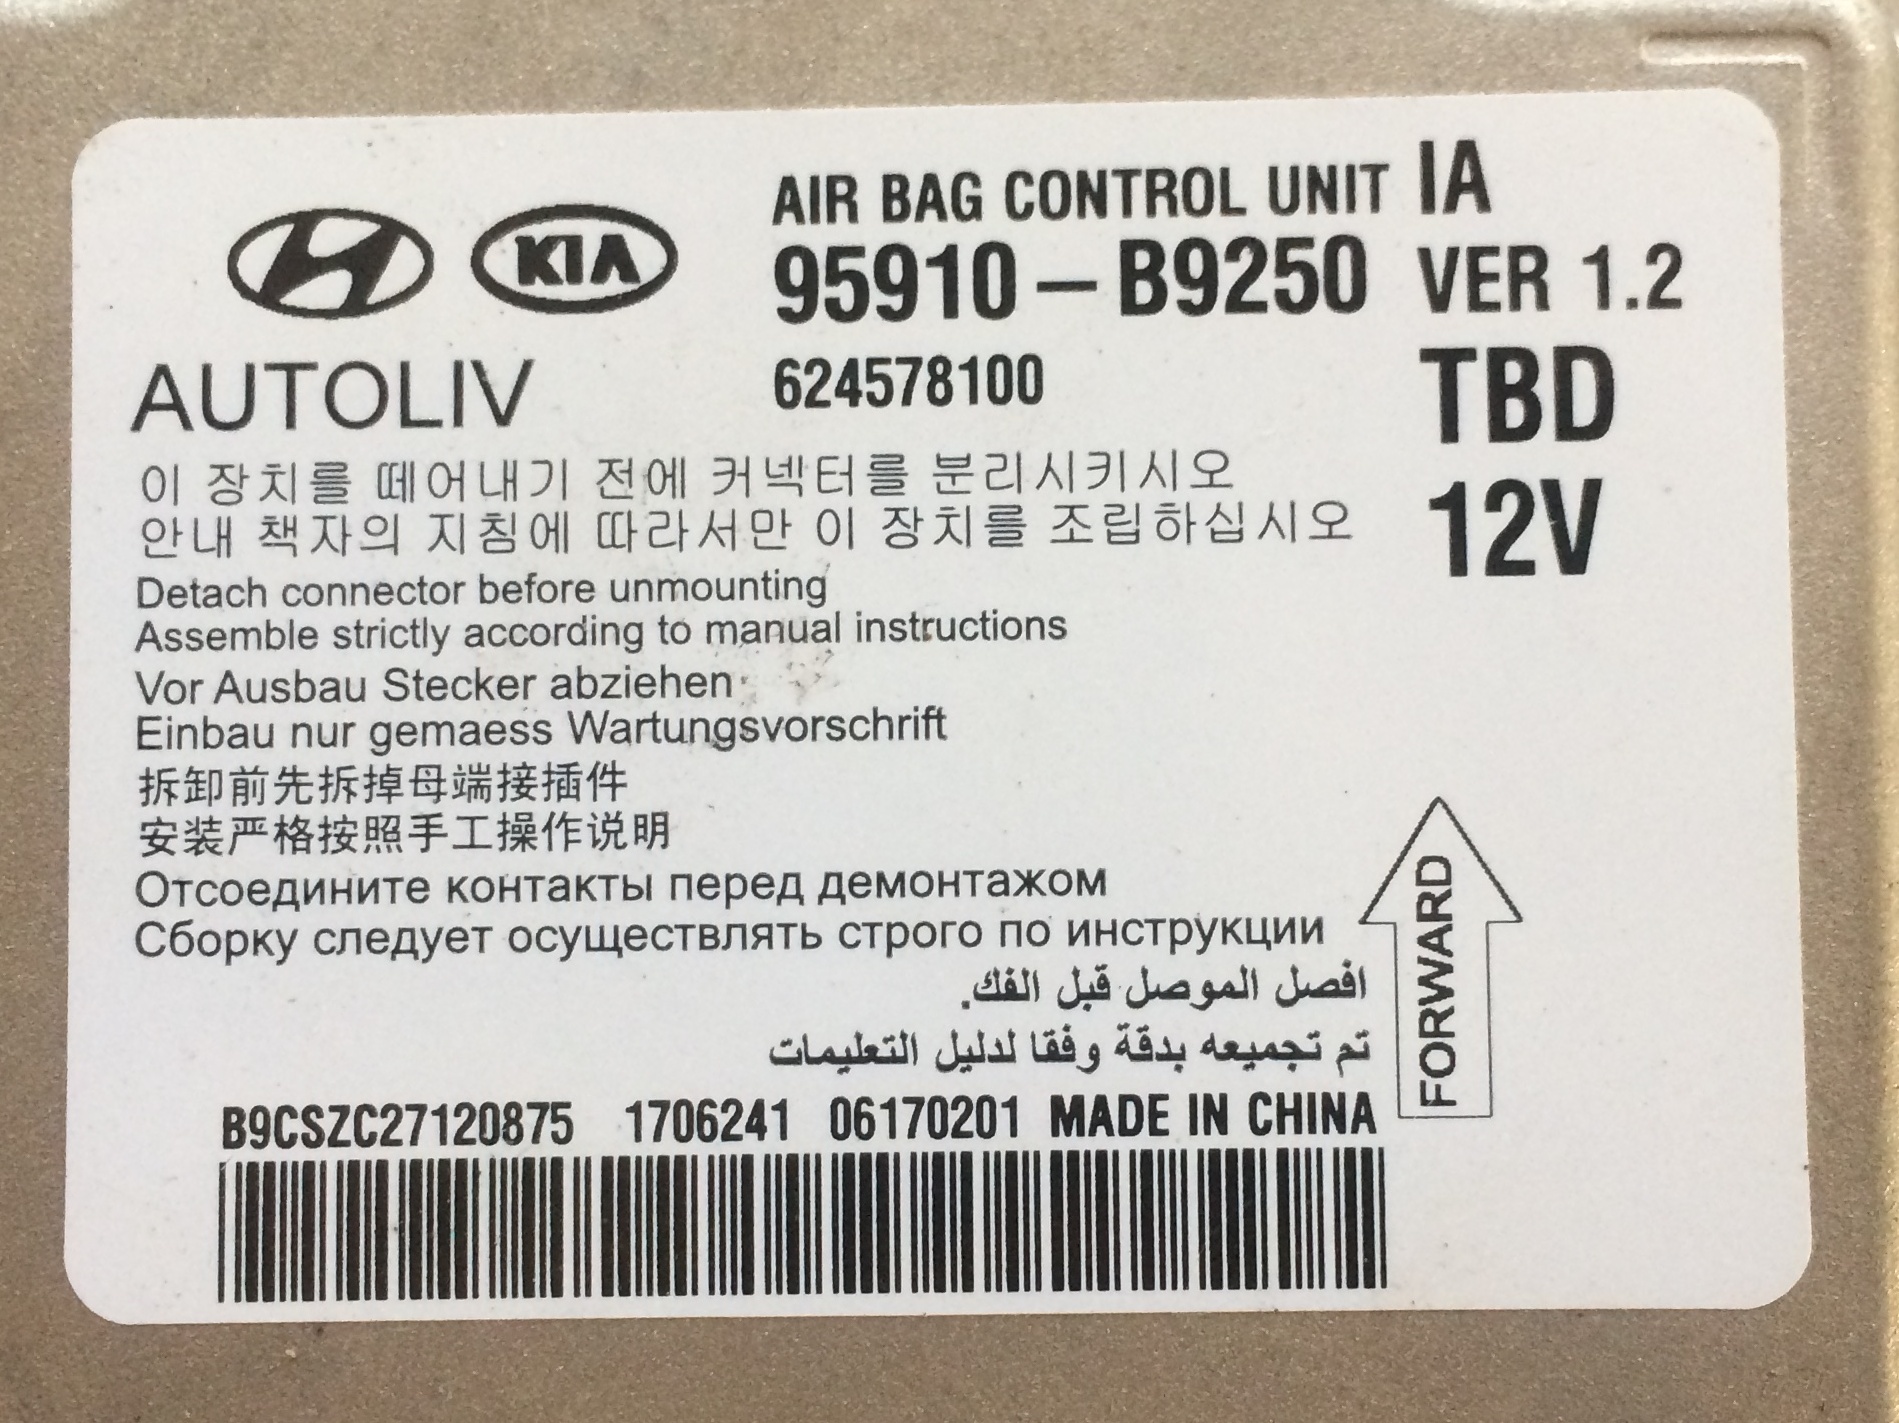 AIR BAG CONTROL UNIT IA
KIA
95910-B9250 VER 1.2
AUTOLIV
624578100
TBD
12V
이 장치를 떼어내기 전에 커넥터를 분리시키시오
안내 책자의 지침에 따라서만 이 장치를 조립하십시오
Detach connector before unmounting
Assemble strictly according to manual instructions
Vor Ausbau Stecker abziehen
Einbau nur gemaess Wartungsvorschrift
拆卸前先拆掉母端接插件
安装严格按照手工操作说明
Отсоедините контакты перед демонтажом
Сборку следует осуществлять строго по инструкции
افصل الموصل قبل الفك.
تم تجميعه بدقة وفقا لدليل التعليمات
FORWARD
B9CSZC27120875 1706241 06170201 MADE IN CHINA